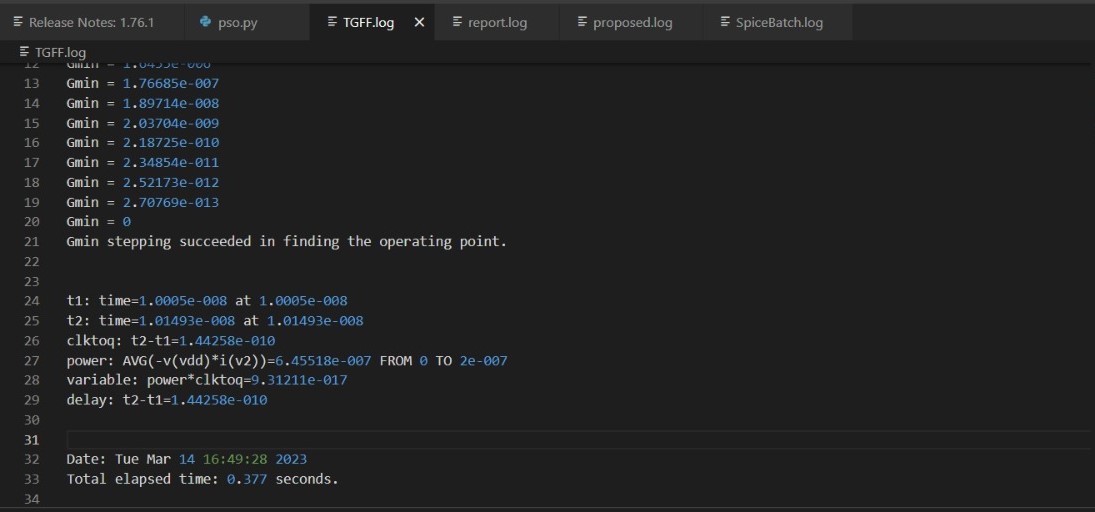 Release Notes: 1.76.1
pso.py
TGFF.log
report.log
proposed.log
SpiceBatch.log
TGFF.log
12 Gmin =
13 Gmin = 1.76685e-007
14 Gmin = 1.89714e-008
15 Gmin = 2.03704e-009
16 Gmin = 2.18725e-010
17 Gmin = 2.34854e-011
18 Gmin = 2.52173e-012
19 Gmin = 2.70769e-013
20 Gmin = 0
21 Gmin stepping succeeded in finding the operating point.
22
23
24 t1: time=1.0005e-008 at 1.0005e-008
25 t2: time=1.01493e-008 at 1.01493e-008
26 clktoq: t2-t1=1.44258e-010
27 power: AVG(-v(vdd)*i(v2))=6.45518e-007 FROM 0 TO 2e-007
28 variable: power*clktoq=9.31211e-017
29 delay: t2-t1=1.44258e-010
30
31
32 Date: Tue Mar 14 16:49:28 2023
33 Total elapsed time: 0.377 seconds.
34